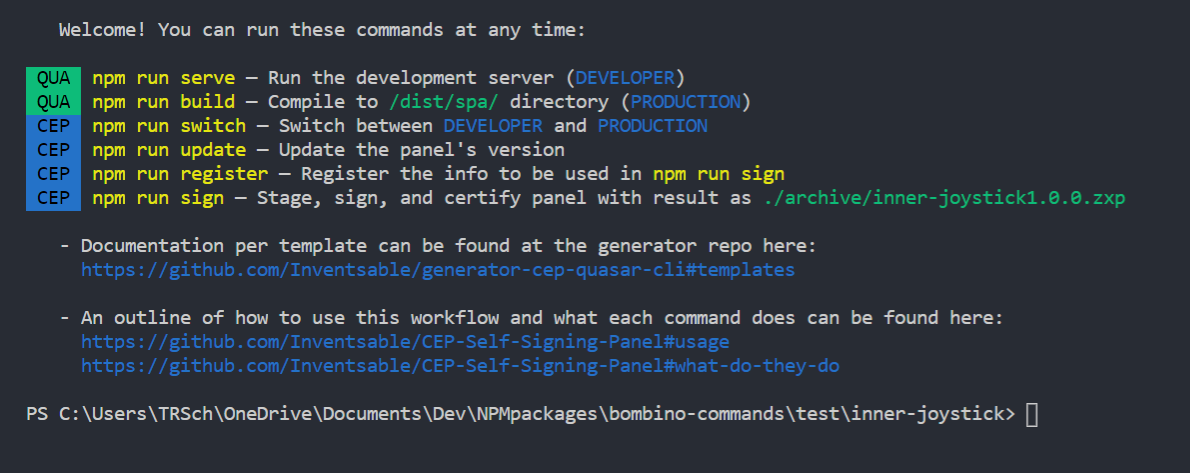 Welcome! You can run these commands at any time:
QUA npm run serve — Run the development server (DEVELOPER)
QUA npm run build — Compile to /dist/spa/ directory (PRODUCTION)
CEP npm run switch — Switch between DEVELOPER and PRODUCTION
CEP npm run update — Update the panel's version
CEP npm run register — Register the info to be used in npm run sign
CEP npm run sign — Stage, sign, and certify panel with result as ./archive/inner-joystick1.0.0.zxp
- Documentation per template can be found at the generator repo here:
https://github.com/Inventsable/generator-cep-quasar-cli#templates
- An outline of how to use this workflow and what each command does can be found here:
https://github.com/Inventsable/CEP-Self-Signing-Panel#usage
https://github.com/Inventsable/CEP-Self-Signing-Panel#what-do-they-do
PS C:\Users\TRSch\OneDrive\Documents\Dev\NPMpackages\bombino-commands\test\inner-joystick>